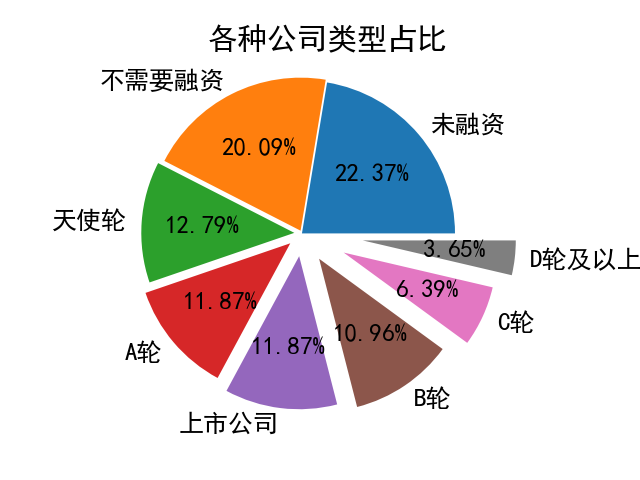 各种公司类型占比
不需要融资
未融资
20.09%
22.37%
天使轮
12.79%
3.65%
D轮及以上
6.39%
11.87%
C轮
10.96%
11.87%
A轮
B轮
上市公司